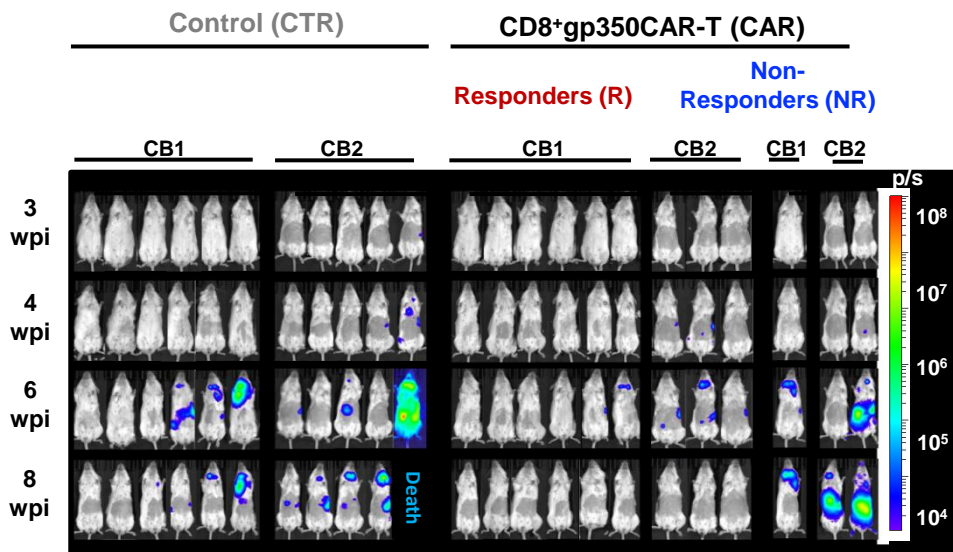 Control (CTR)
CD8⁺gp350CAR-T (CAR)
Responders (R)
Non-
Responders (NR)
CB1
CB2
CB1
CB2
CB1
CB2
p/s
3
wpi
4
wpi
6
wpi
8
wpi
Death
10⁸
10⁷
10⁶
10⁵
10⁴